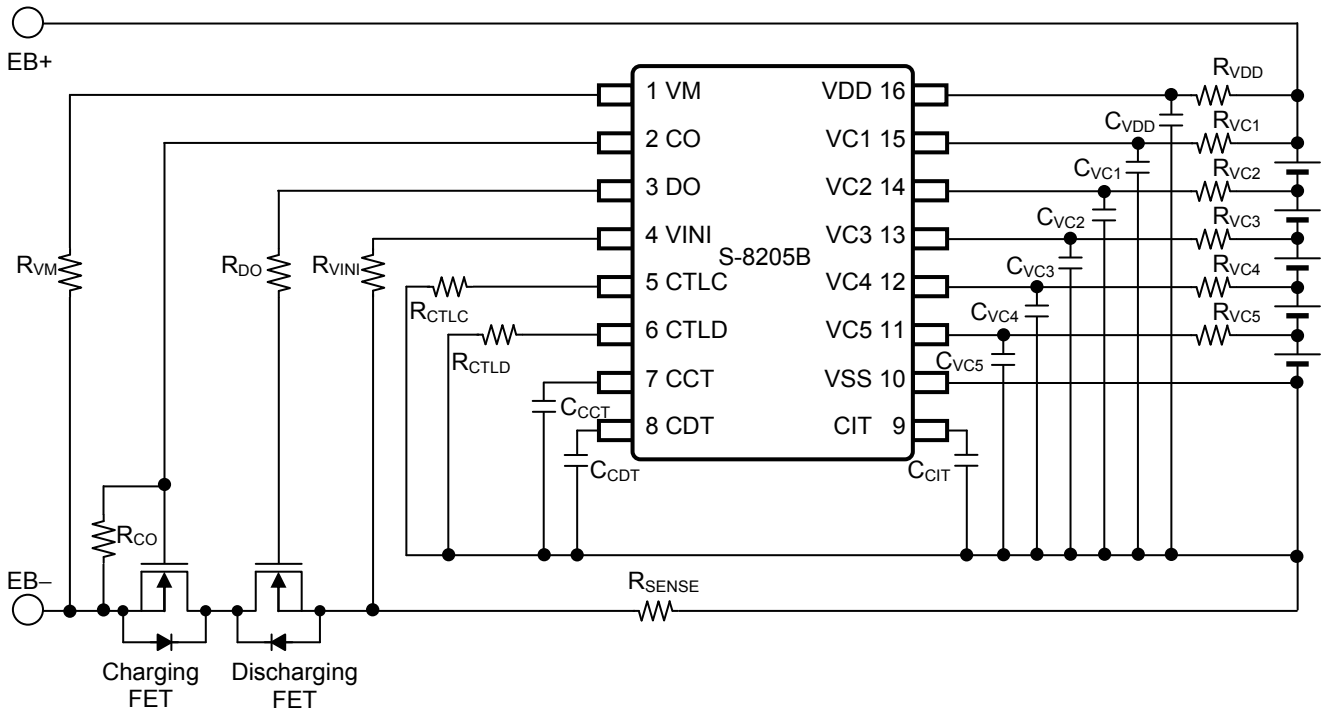 EB+
1 VM
2 CO
3 DO
4 VINI
5 CTLC
6 CTLD
7 CCT
8 CDT
S-8205B
VDD 16
VC1 15
VC2 14
VC3 13
VC4 12
VC5 11
VSS 10
CIT 9
RVDD
RVC1
RVC2
RVC3
RVC4
RVC5
CVDD
CVC1
CVC2
CVC3
CVC4
CVC5
CCIT
RVM
RDO
RVINI
RCTLC
RCTLD
CCCT
CCDT
RCO
EB−
RSENSE
Charging
FET
Discharging
FET